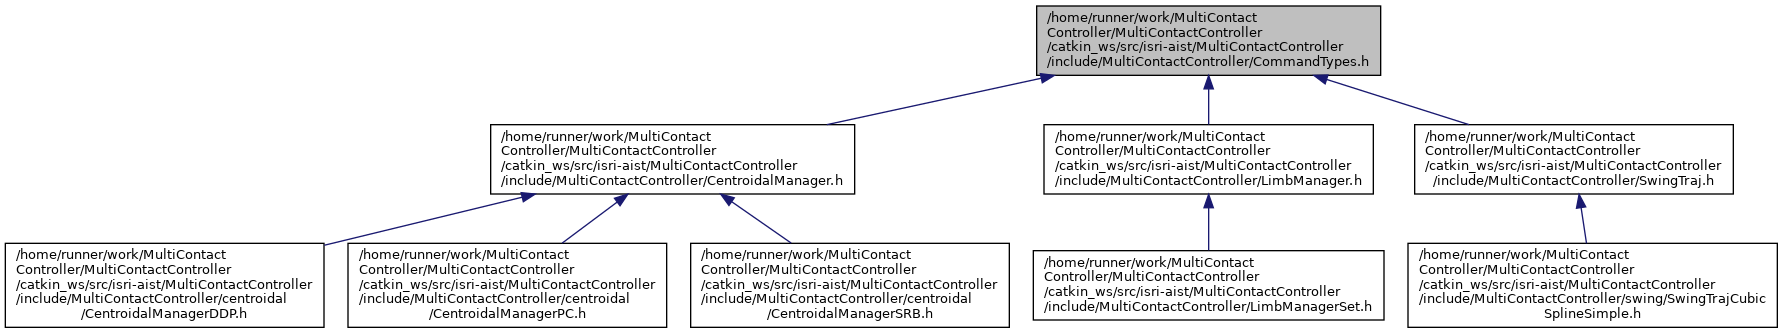 /home/runner/work/MultiContact
Controller/MultiContactController
/catkin_ws/src/isri-aist/MultiContactController
/include/MultiContactController/CommandTypes.h
/home/runner/work/MultiContact
Controller/MultiContactController
/catkin_ws/src/isri-aist/MultiContactController
/include/MultiContactController/CentroidalManager.h
/home/runner/work/MultiContact
Controller/MultiContactController
/catkin_ws/src/isri-aist/MultiContactController
/include/MultiContactController/LimbManager.h
/home/runner/work/MultiContact
Controller/MultiContactController
/catkin_ws/src/isri-aist/MultiContactController
/include/MultiContactController/SwingTraj.h
/home/runner/work/MultiContact
Controller/MultiContactController
/catkin_ws/src/isri-aist/MultiContactController
/include/MultiContactController/centroidal
/CentroidalManagerDDP.h
/home/runner/work/MultiContact
Controller/MultiContactController
/catkin_ws/src/isri-aist/MultiContactController
/include/MultiContactController/centroidal
/CentroidalManagerPC.h
/home/runner/work/MultiContact
Controller/MultiContactController
/catkin_ws/src/isri-aist/MultiContactController
/include/MultiContactController/centroidal
/CentroidalManagerSRB.h
/home/runner/work/MultiContact
Controller/MultiContactController
/catkin_ws/src/isri-aist/MultiContactController
/include/MultiContactController/LimbManagerSet.h
/home/runner/work/MultiContact
Controller/MultiContactController
/catkin_ws/src/isri-aist/MultiContactController
/include/MultiContactController/swing/SwingTrajCubic
SplineSimple.h